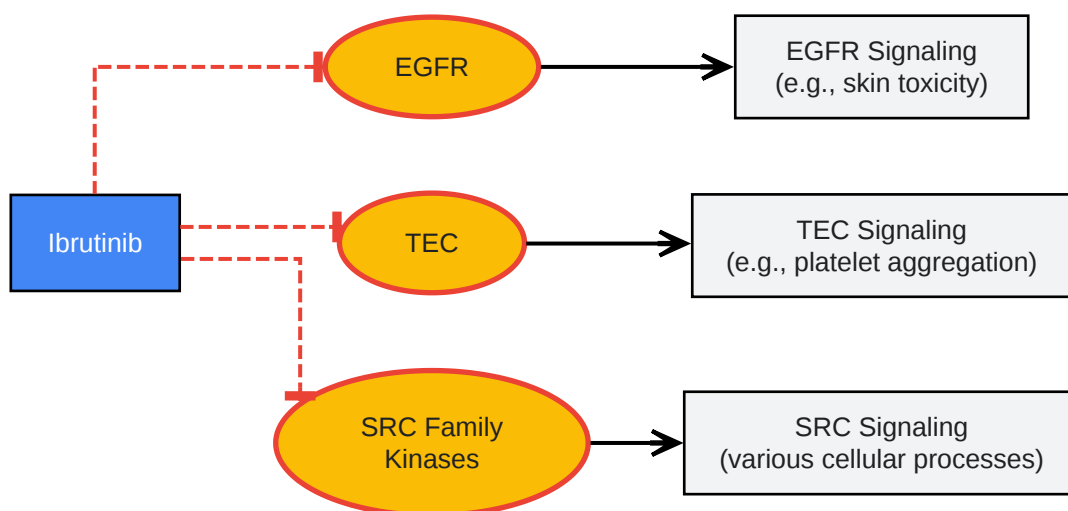 EGFR
EGFR Signaling
(e.g., skin toxicity)
Ibrutinib
TEC
TEC Signaling
(e.g., platelet aggregation)
SRC Family
Kinases
SRC Signaling
(various cellular processes)